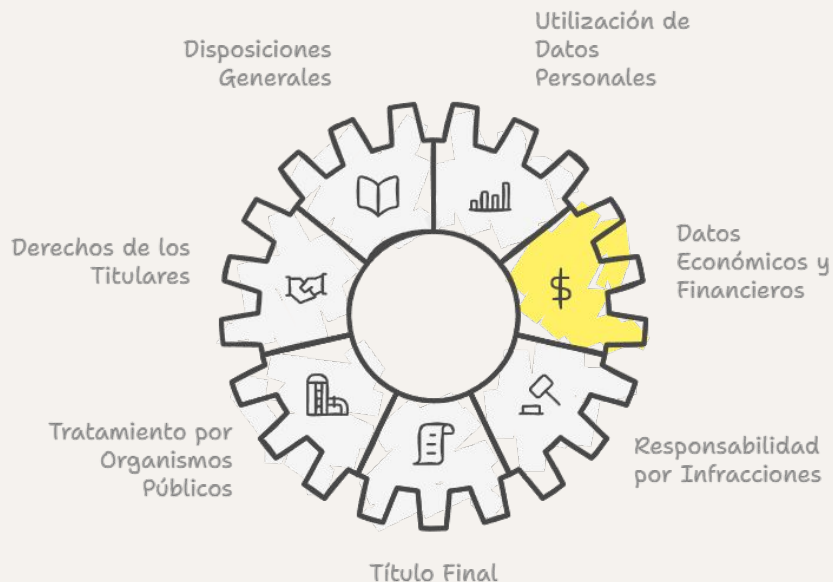 Disposiciones
Generales
Utilización de
Datos
Personales
Derechos de los
Titulares
Datos
Económicos y
Financieros
$
Tratamiento por
Organismos
Públicos
Responsabilidad
por Infracciones
Título Final